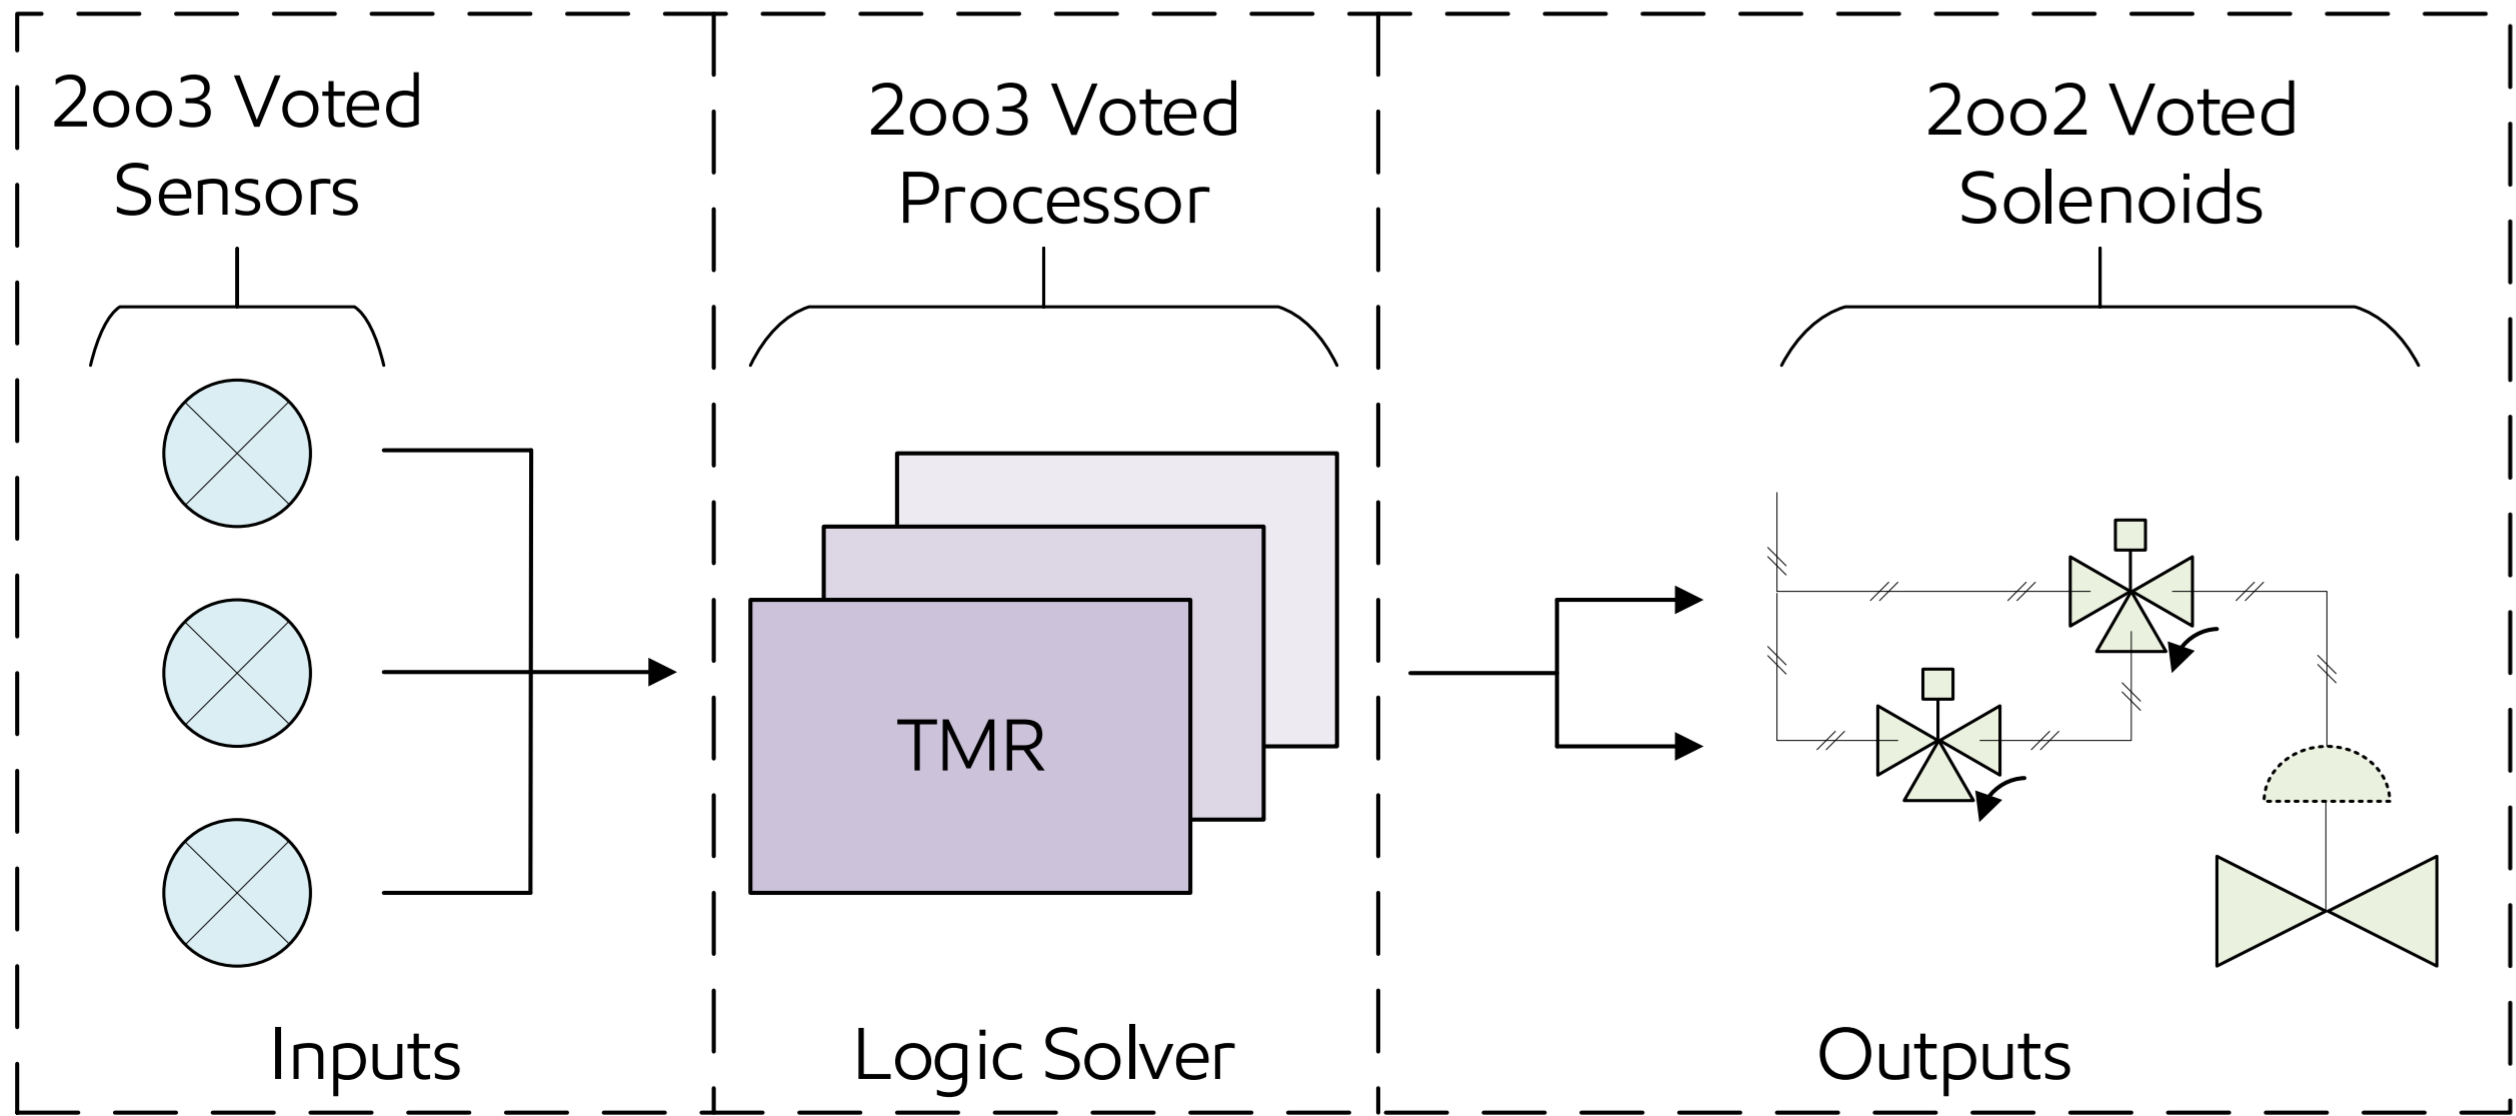 2oo3 Voted
Sensors
2oo3 Voted
Processor
2oo2 Voted
Solenoids
TMR
Inputs
Logic Solver
Outputs